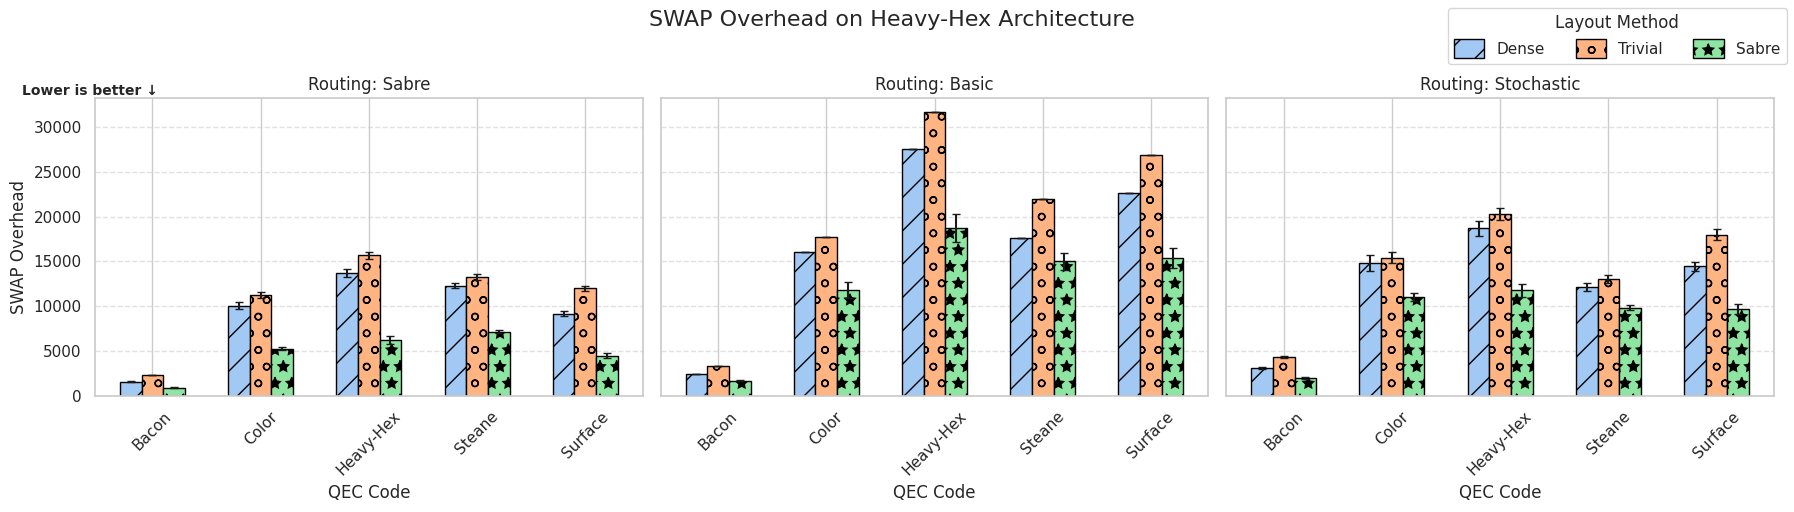 SWAP Overhead on Heavy-Hex Architecture
Layout Method
Dense
Trivial
Sabre
Lower is better ↓
Routing: Sabre
Routing: Basic
Routing: Stochastic
SWAP Overhead
30000
25000
20000
15000
10000
5000
0
Bacon
Color
Heavy-Hex
Steane
Surface
Bacon
Color
Heavy-Hex
Steane
Surface
Bacon
Color
Heavy-Hex
Steane
Surface
QEC Code
QEC Code
QEC Code